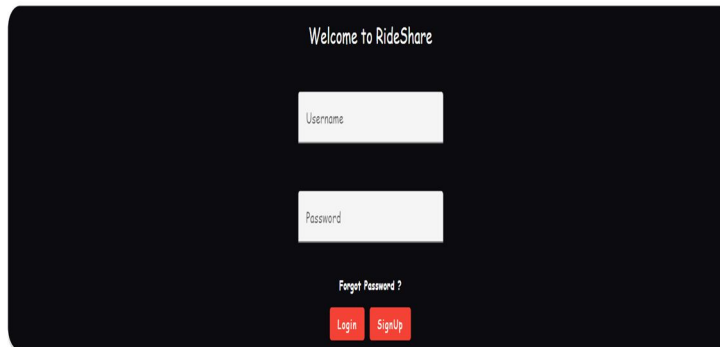 Welcome to RideShare
Username
Password
Forgot Password ?
Login SignUp